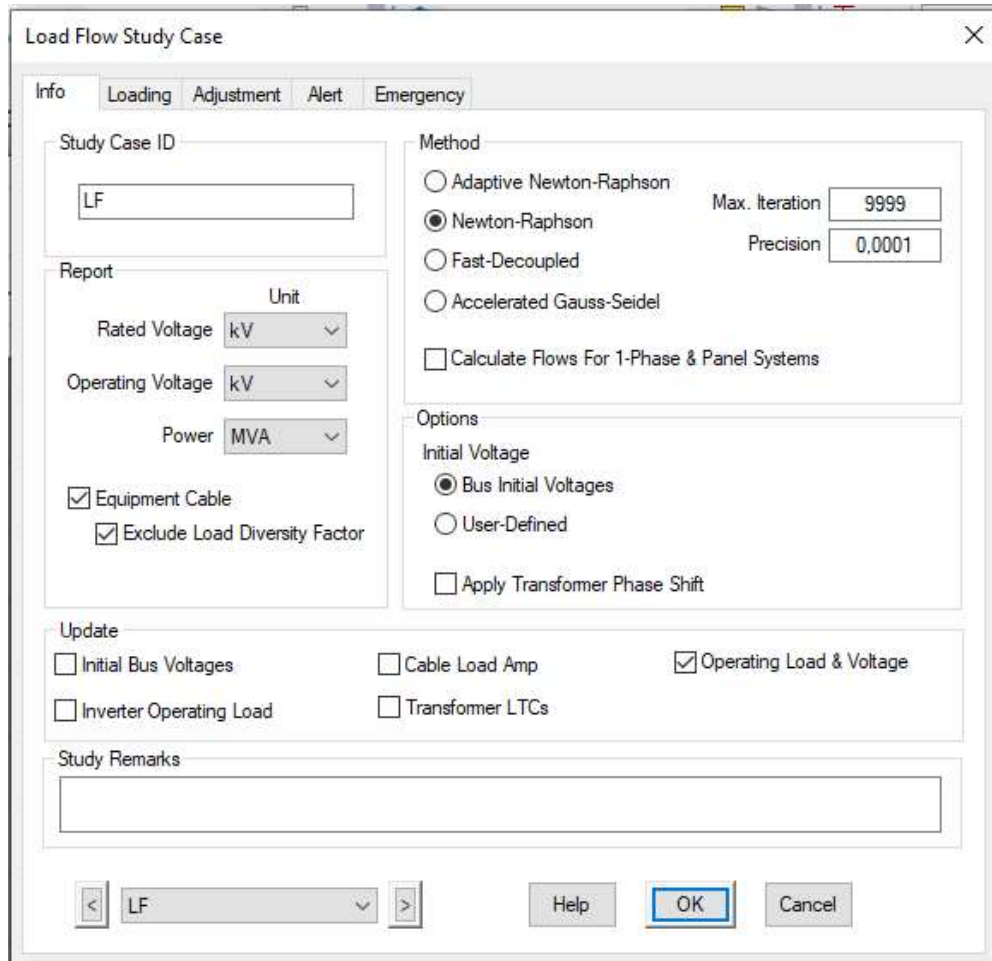 Load Flow Study Case
Info
Loading
Adjustment
Alert
Emergency
Study Case ID
LF
Method
Adaptive Newton-Raphson
Newton-Raphson
Fast-Decoupled
Accelerated Gauss-Seidel
Max. Iteration
9999
Precision
0,0001
Calculate Flows For 1-Phase & Panel Systems
Report
Unit
Rated Voltage
kV
Operating Voltage
kV
Power
MVA
Equipment Cable
Exclude Load Diversity Factor
Options
Initial Voltage
Bus Initial Voltages
User-Defined
Apply Transformer Phase Shift
Update
Initial Bus Voltages
Cable Load Amp
Operating Load & Voltage
Inverter Operating Load
Transformer LTCs
Study Remarks
<
LF
>
Help
OK
Cancel